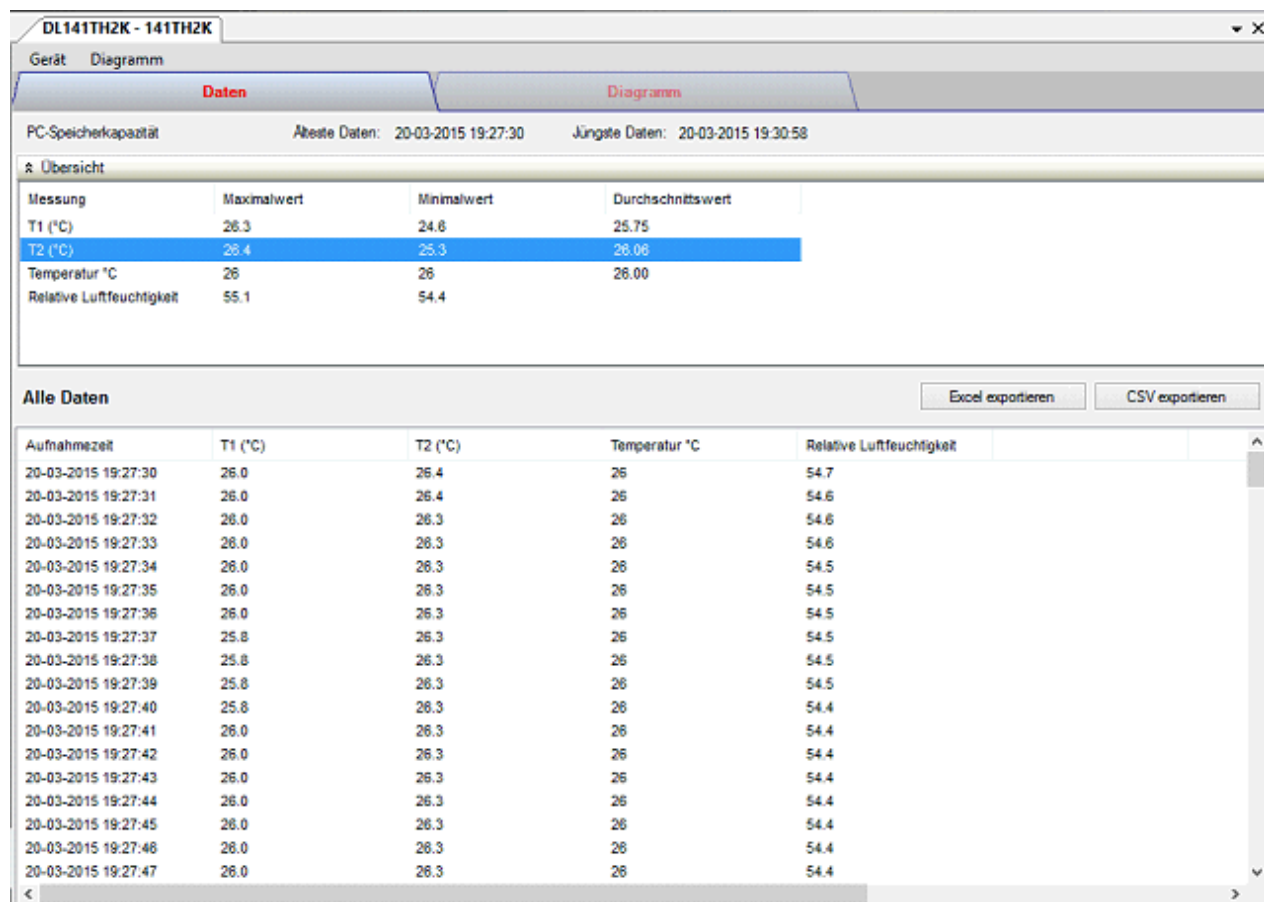 DL141TH2K - 141TH2K
Gerät Diagramm
Daten Diagramm
PC-Speicherkapazität Älteste Daten: 20-03-2015 19:27:30 Jüngste Daten: 20-03-2015 19:30:58
Übersicht
Messung Maximalwert Minimalwert Durchschnittswert
T1 (°C) 26.3 24.6 25.75
T2 (°C) 26.4 25.3 26.06
Temperatur °C 26 26 26.00
Relative Luftfeuchtigkeit 55.1 54.4
Alle Daten Excel exportieren CSV exportieren
Aufnahmezeit T1 (°C) T2 (°C) Temperatur °C Relative Luftfeuchtigkeit
20-03-2015 19:27:30 26.0 26.4 26 54.7
20-03-2015 19:27:31 26.0 26.4 26 54.6
20-03-2015 19:27:32 26.0 26.3 26 54.6
20-03-2015 19:27:33 26.0 26.3 26 54.6
20-03-2015 19:27:34 26.0 26.3 26 54.5
20-03-2015 19:27:35 26.0 26.3 26 54.5
20-03-2015 19:27:36 26.0 26.3 26 54.5
20-03-2015 19:27:37 25.8 26.3 26 54.5
20-03-2015 19:27:38 25.8 26.3 26 54.5
20-03-2015 19:27:39 25.8 26.3 26 54.5
20-03-2015 19:27:40 25.8 26.3 26 54.4
20-03-2015 19:27:41 26.0 26.3 26 54.4
20-03-2015 19:27:42 26.0 26.3 26 54.4
20-03-2015 19:27:43 26.0 26.3 26 54.4
20-03-2015 19:27:44 26.0 26.3 26 54.4
20-03-2015 19:27:45 26.0 26.3 26 54.4
20-03-2015 19:27:46 26.0 26.3 26 54.4
20-03-2015 19:27:47 26.0 26.3 26 54.4